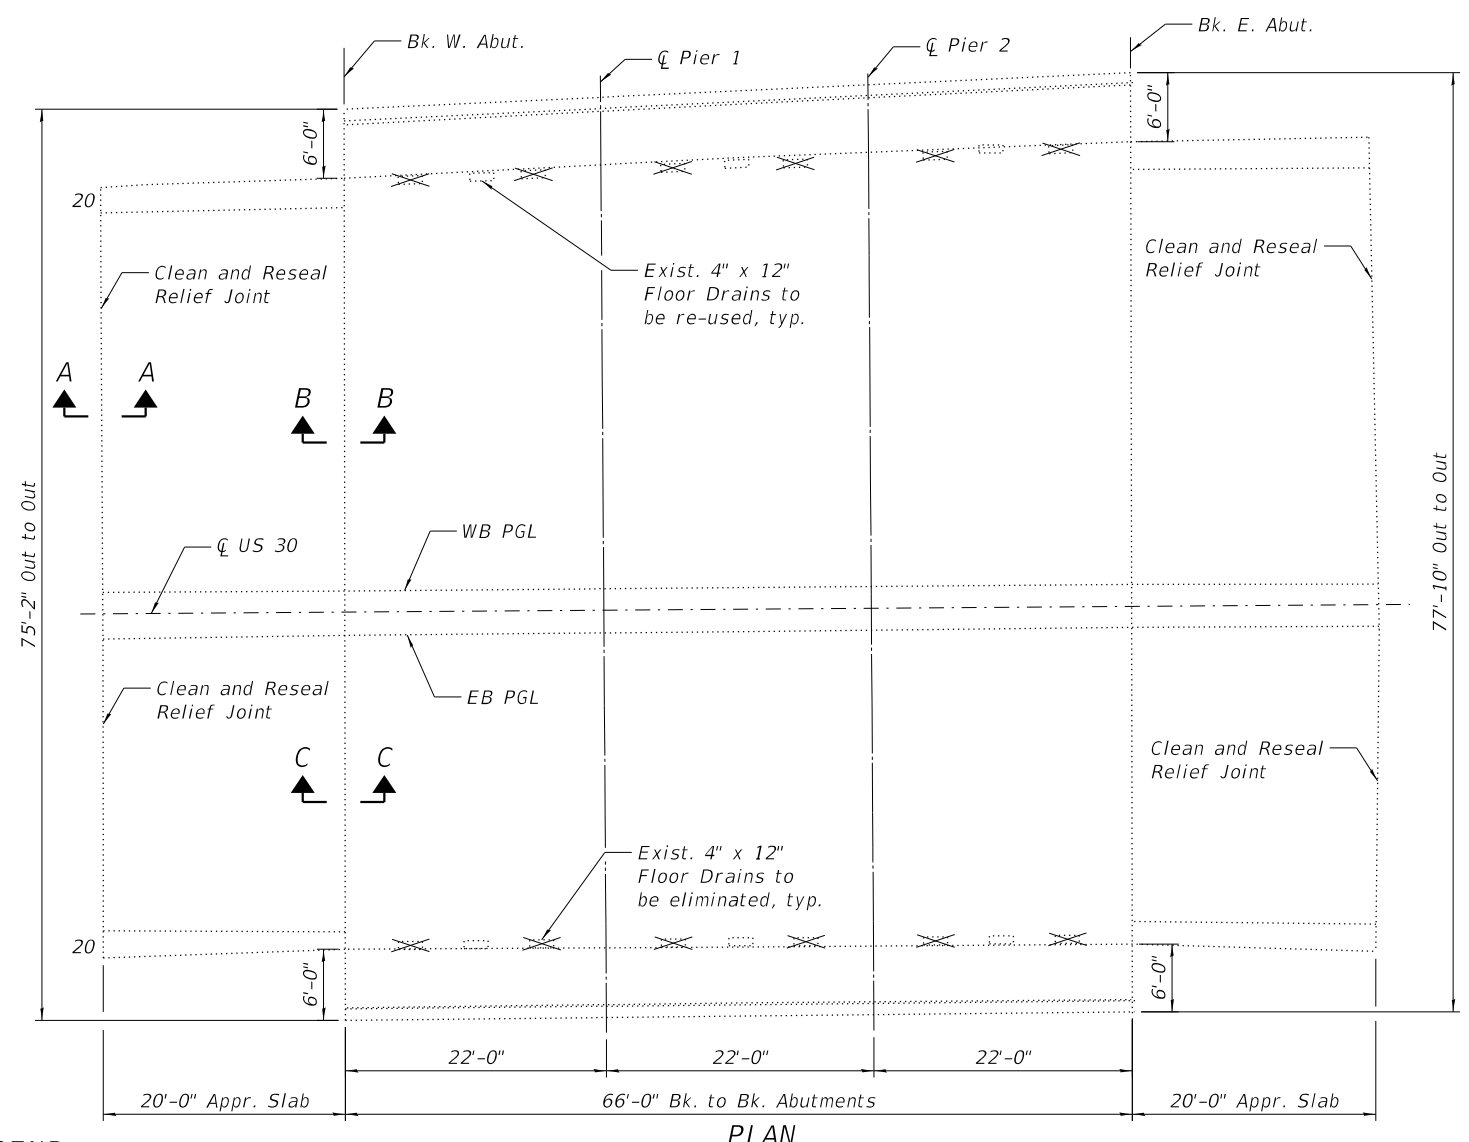 Bk. W. Abut.
℄ Pier 1
℄ Pier 2
Bk. E. Abut.
6'-0"
6'-0"
20
Clean and Reseal
Relief Joint
Exist. 4" x 12"
Floor Drains to
be re-used, typ.
Clean and Reseal
Relief Joint
A
A
B
B
75'-2" Out to Out
77'-10" Out to Out
WB PGL
℄ US 30
EB PGL
Clean and Reseal
Relief Joint
Clean and Reseal
Relief Joint
C
C
Exist. 4" x 12"
Floor Drains to
be eliminated, typ.
20
6'-0"
6'-0"
22'-0"
22'-0"
22'-0"
20'-0" Appr. Slab
66'-0" Bk. to Bk. Abutments
20'-0" Appr. Slab
PLAN